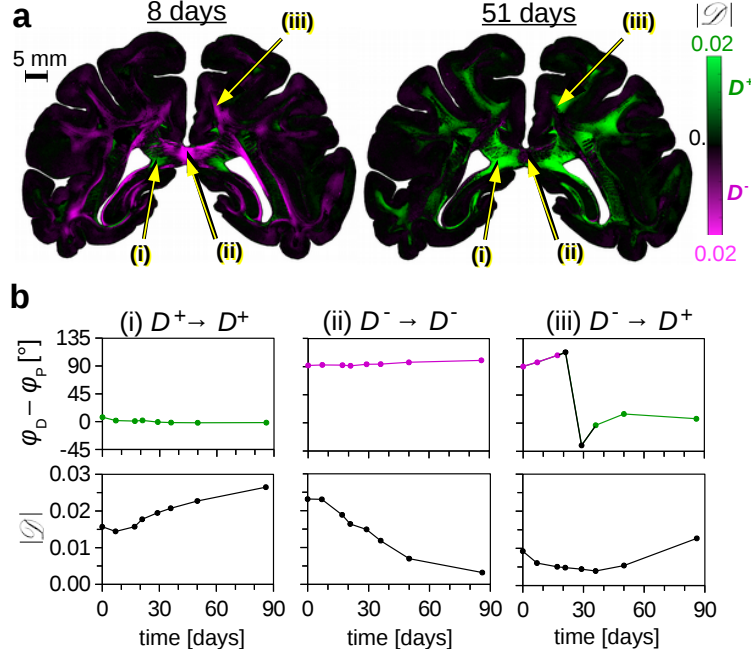 a
8 days
51 days
|𝒟|
(iii)
(iii)
0.02
5 mm
D⁺
0.
D⁻
(i)
(ii)
(i)
(ii)
0.02
b
(i) D⁺→ D⁺
(ii) D⁻ → D⁻
(iii) D⁻ → D⁺
φ_D − φ_P [°]
135
90
45
0
-45
|𝒟|
0.03
0.02
0.01
0.00
0 30 60 90
0 30 60 90
0 30 60 90
time [days]
time [days]
time [days]